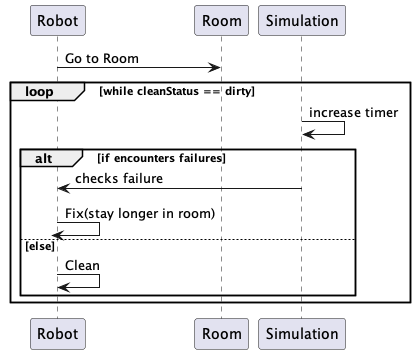 Robot Room Simulation
Go to Room
loop [while cleanStatus == dirty]
increase timer
alt [if encounters failures]
checks failure
Fix(stay longer in room)
[else]
Clean
Robot Room Simulation